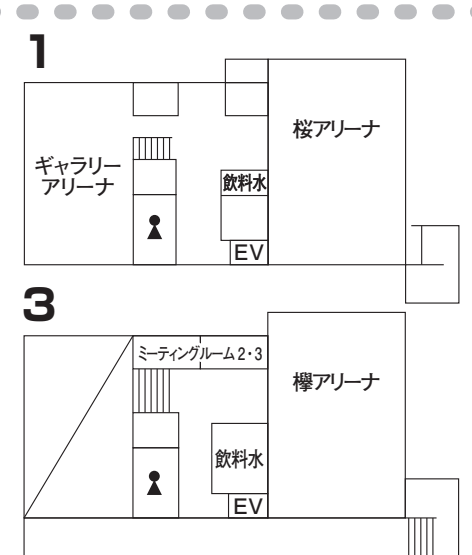 1
桜アリーナ
ギャラリー
アリーナ
飲料水
EV
3
ミーティングルーム2・3
欅アリーナ
飲料水
EV